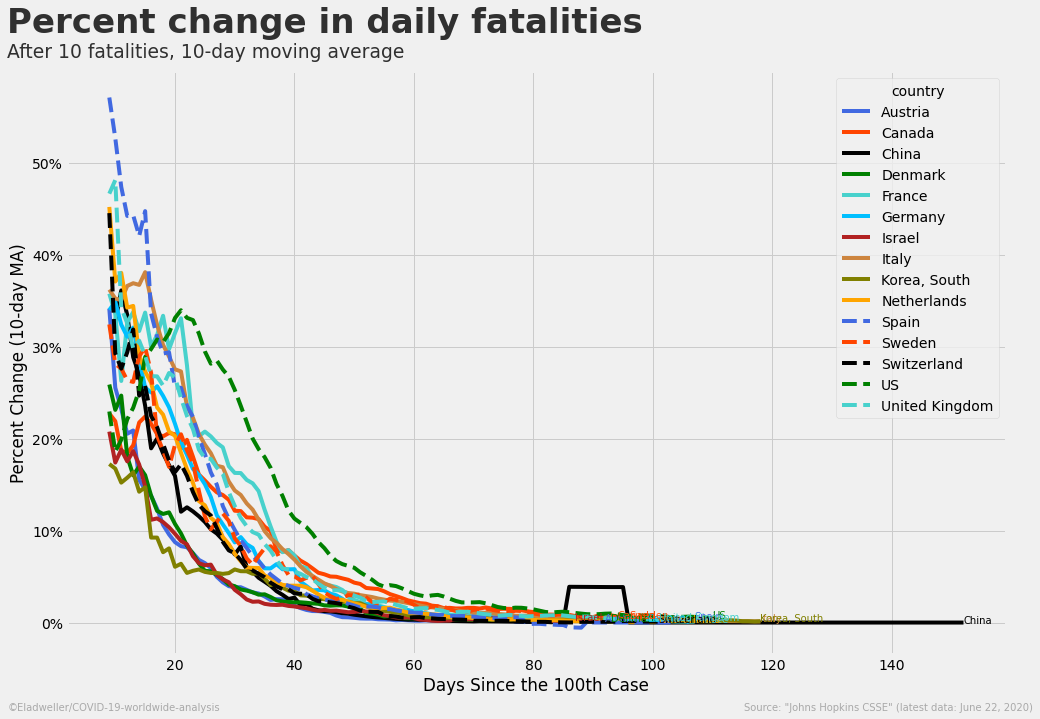 Percent change in daily fatalities
After 10 fatalities, 10-day moving average
country
Austria
Canada
China
Denmark
France
Germany
Israel
Italy
Korea, South
Netherlands
Spain
Sweden
Switzerland
US
United Kingdom
Percent Change (10-day MA)
50%
40%
30%
20%
10%
0%
Korea, South
China
20 40 60 80 100 120 140
Days Since the 100th Case
©Eladweller/COVID-19-worldwide-analysis
Source: "Johns Hopkins CSSE" (latest data: June 22, 2020)